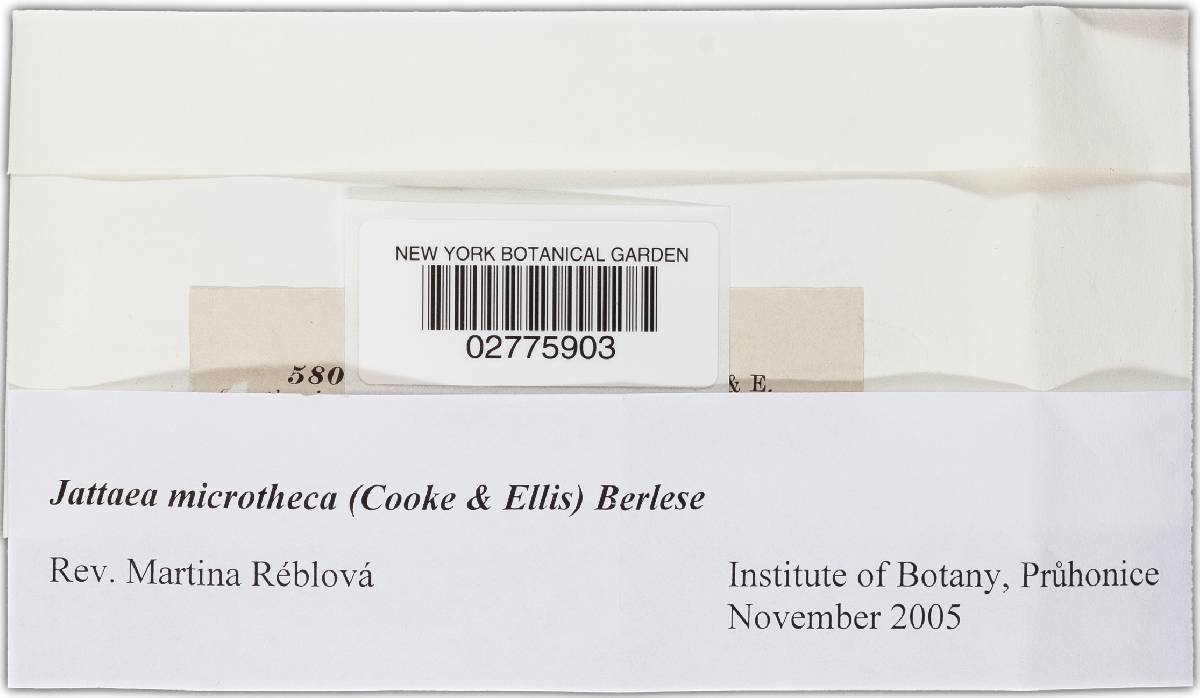 NEW YORK BOTANICAL GARDEN
02775903
580 & E.
Jattaea microtheca (Cooke & Ellis) Berlese
Rev. Martina Réblová
Institute of Botany, Průhonice
November 2005